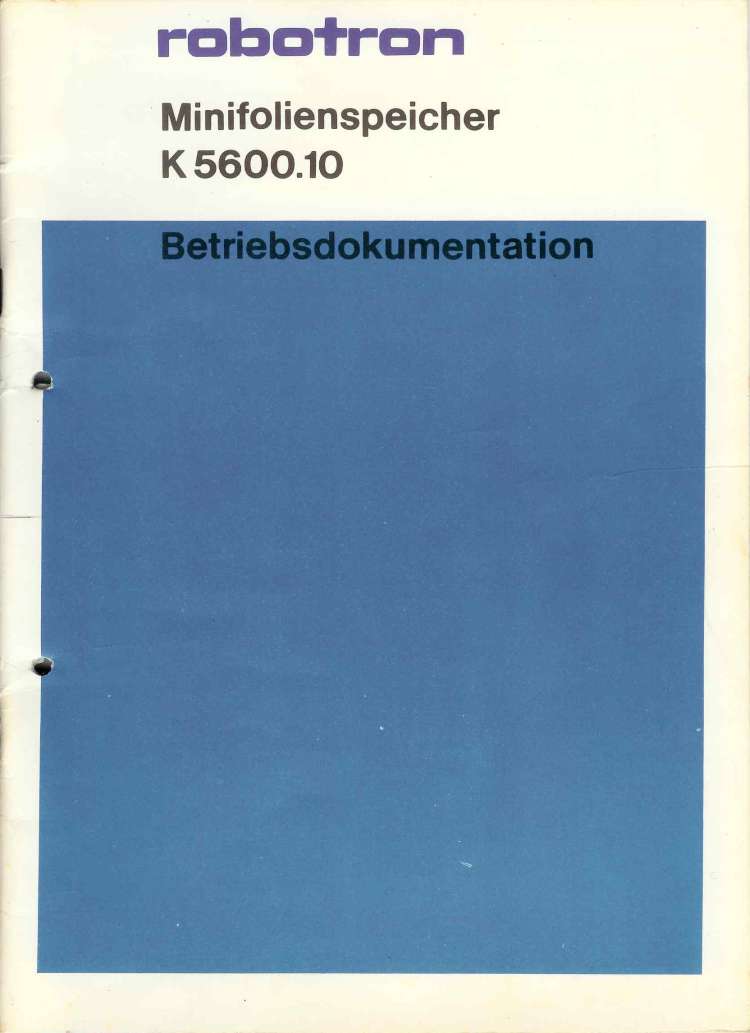 robotron
Minifolienspeicher
K 5600.10
Betriebsdokumentation